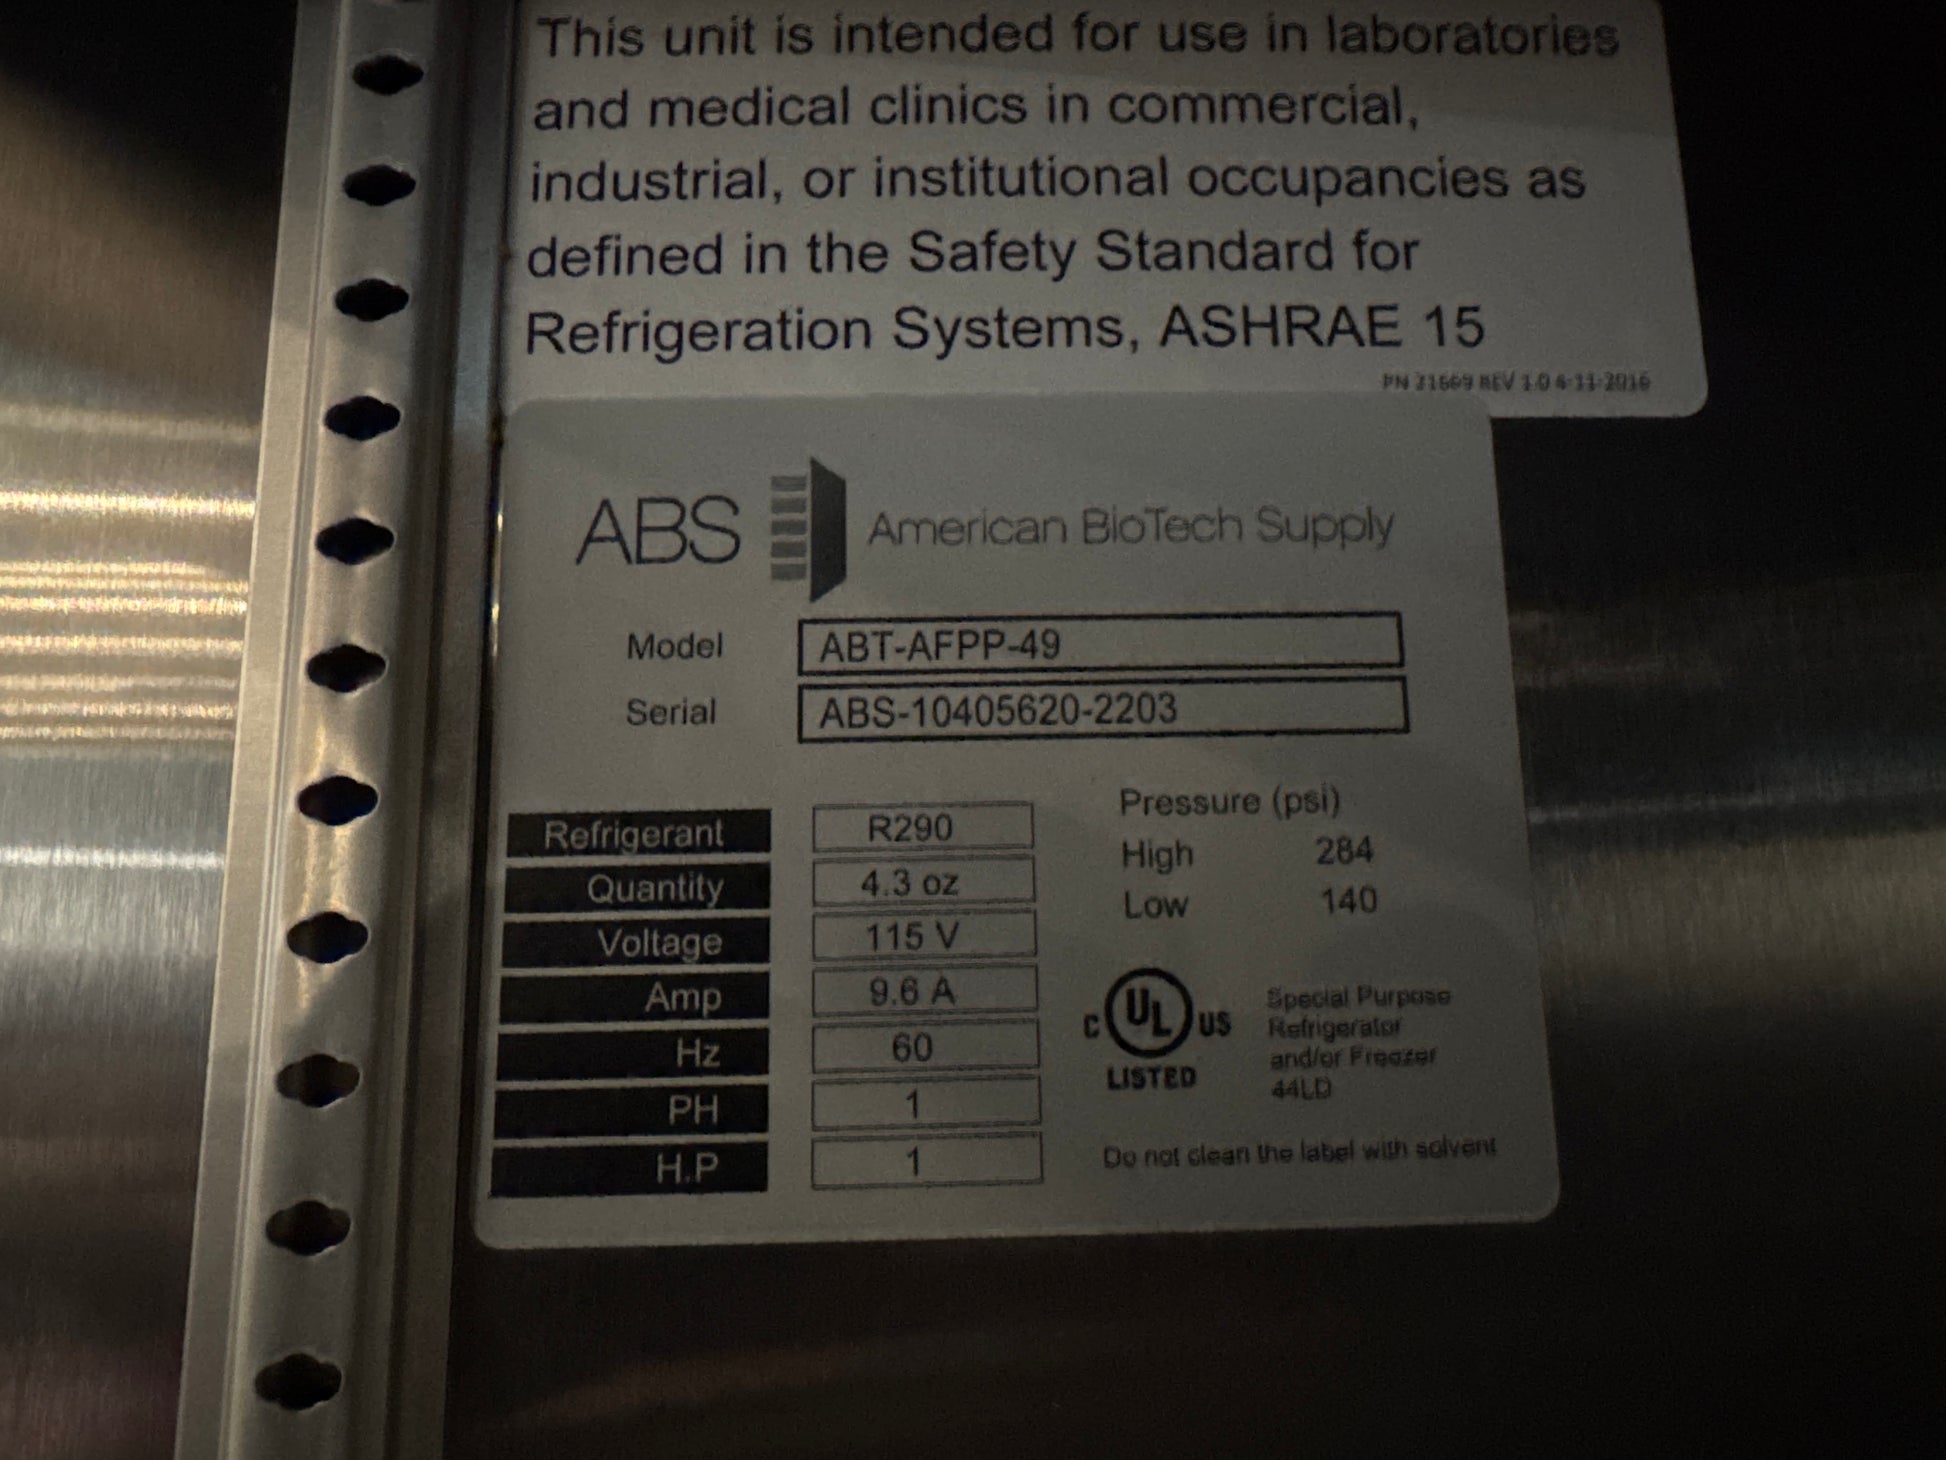 This unit is intended for use in laboratories
and medical clinics in commercial,
industrial, or institutional occupancies as
defined in the Safety Standard for
Refrigeration Systems, ASHRAE 15
PN 21669 REV 1.0 4-11-2016
ABS American BioTech Supply
Model ABT-AFPP-49
Serial ABS-10405620-2203
Refrigerant R290
Quantity 4.3 oz
Voltage 115 V
Amp 9.6 A
Hz 60
PH 1
H.P 1
Pressure (psi)
High 284
Low 140
C UL US
LISTED
Special Purpose
Refrigerator
and/or Freezer
44LD
Do not clean the label with solvent